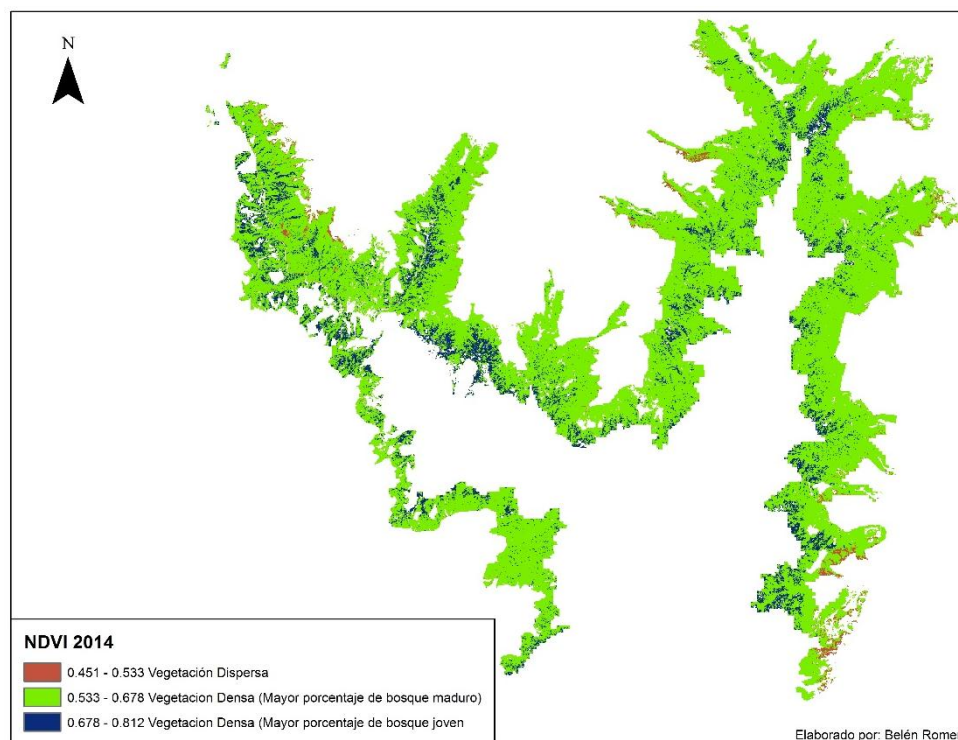 N
NDVI 2014
0.451 - 0.533 Vegetación Dispersa
0.533 - 0.678 Vegetacion Densa (Mayor porcentaje de bosque maduro)
0.678 - 0.812 Vegetacion Densa (Mayor porcentaje de bosque joven
Elaborado por: Belén Romer